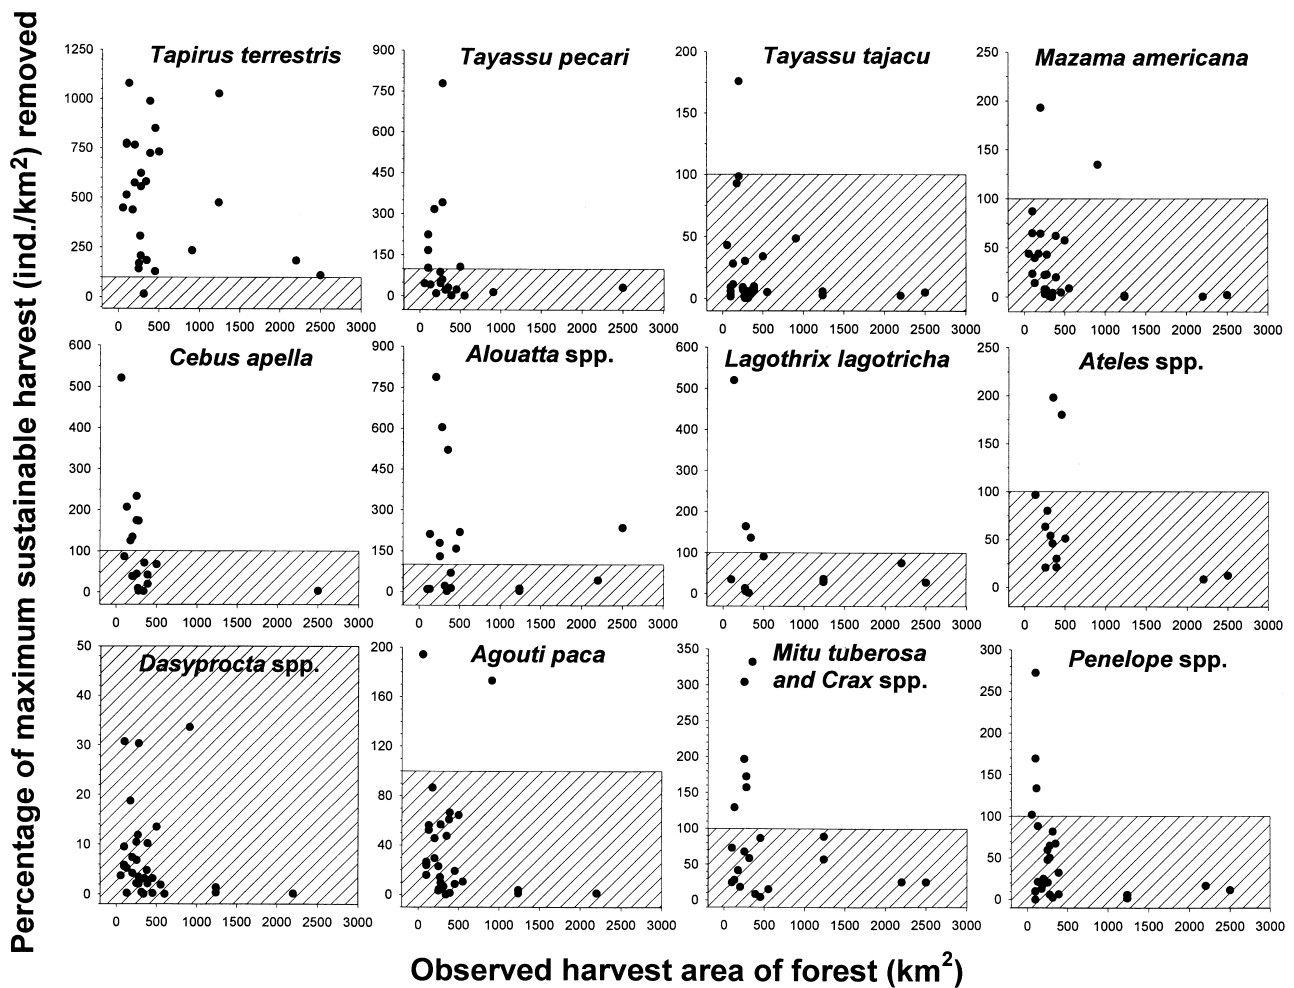 Percentage of maximum sustainable harvest (ind./km2) removed
Tapirus terrestris
1250
1000
750
500
250
0
0 500 1000 1500 2000 2500 3000
Tayassu pecari
900
750
600
450
300
150
0
0 500 1000 1500 2000 2500 3000
Tayassu tajacu
200
150
100
50
0
0 500 1000 1500 2000 2500 3000
Mazama americana
250
200
150
100
50
0
0 500 1000 1500 2000 2500 3000
Cebus apella
600
500
400
300
200
100
0
0 500 1000 1500 2000 2500 3000
Alouatta spp.
900
750
600
450
300
150
0
0 500 1000 1500 2000 2500 3000
Lagothrix lagotricha
600
500
400
300
200
100
0
0 500 1000 1500 2000 2500 3000
Ateles spp.
250
200
150
100
50
0
0 500 1000 1500 2000 2500 3000
Dasyprocta spp.
50
40
30
20
10
0
0 500 1000 1500 2000 2500 3000
Agouti paca
200
160
120
80
40
0
0 500 1000 1500 2000 2500 3000
Mitu tuberosa
and Crax spp.
350
300
250
200
150
100
50
0
0 500 1000 1500 2000 2500 3000
Penelope spp.
300
250
200
150
100
50
0
0 500 1000 1500 2000 2500 3000
Observed harvest area of forest (km2)